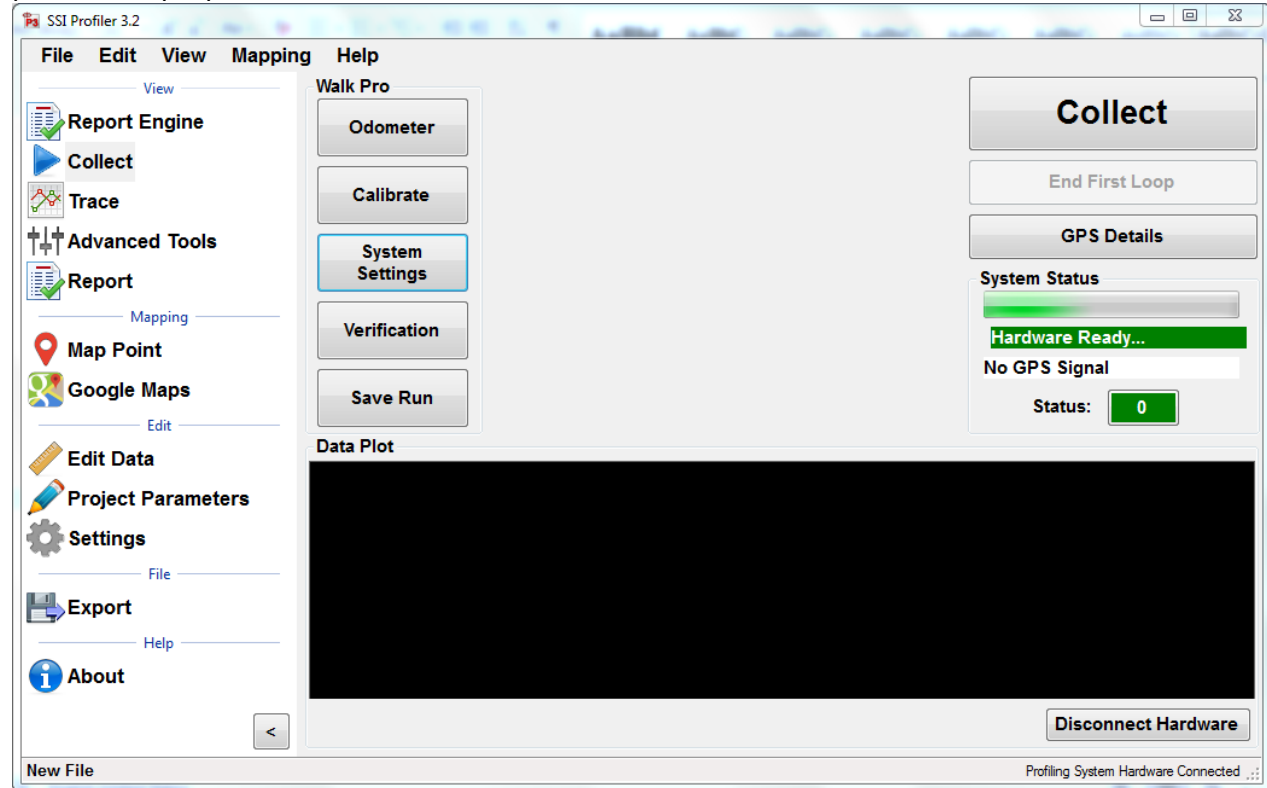 SSI Profiler 3.2
File Edit View Mapping Help
View
Report Engine
Collect
Trace
Advanced Tools
Report
Mapping
Map Point
Google Maps
Edit
Edit Data
Project Parameters
Settings
File
Export
Help
About
<
Walk Pro
Odometer
Calibrate
System
Settings
Verification
Save Run
Collect
End First Loop
GPS Details
System Status
Hardware Ready...
No GPS Signal
Status: 0
Data Plot
Disconnect Hardware
New File
Profiling System Hardware Connected